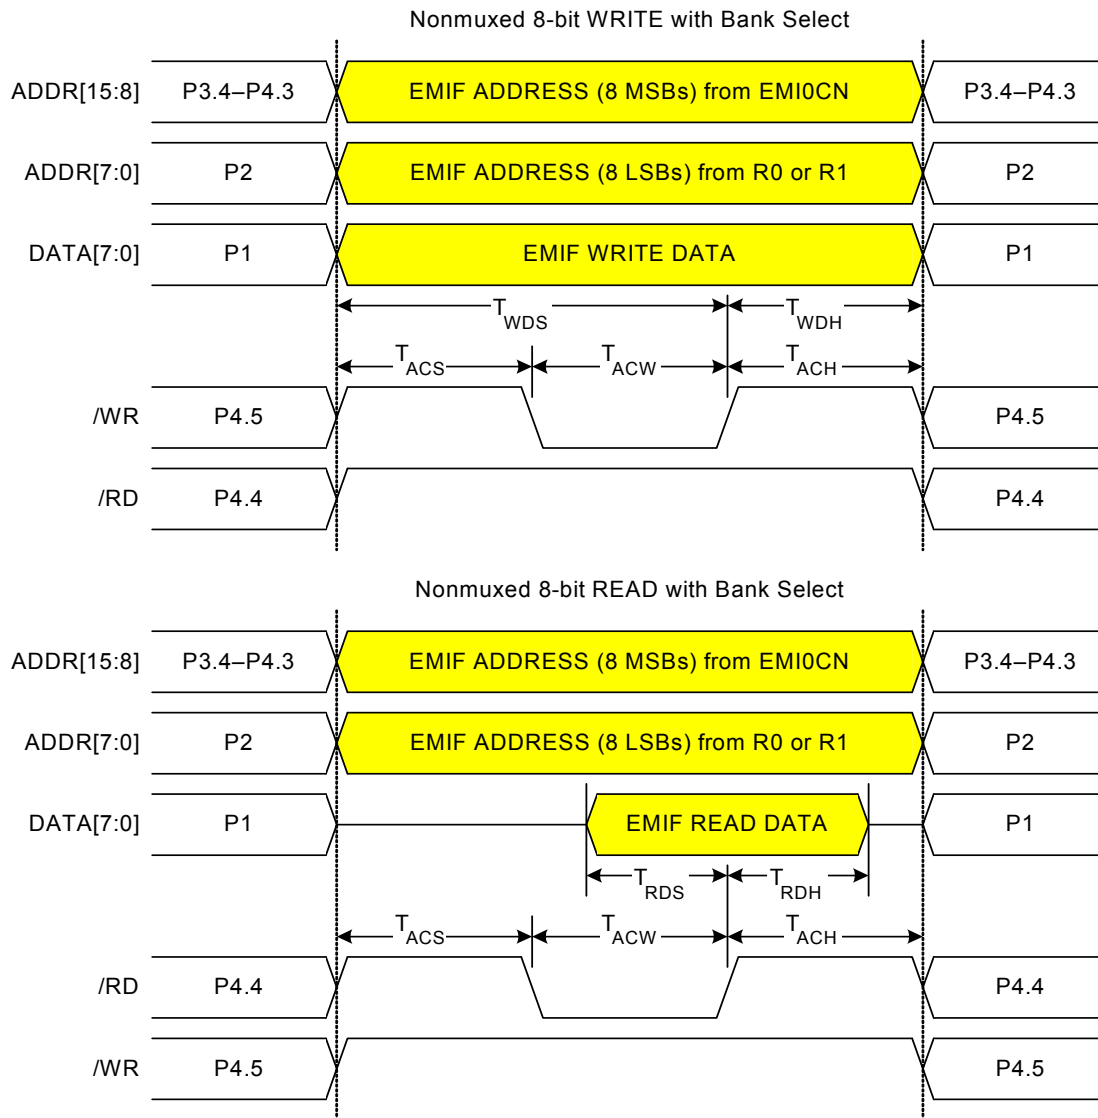 Nonmuxed 8-bit WRITE with Bank Select
ADDR[15:8] P3.4–P4.3 EMIF ADDRESS (8 MSBs) from EMI0CN P3.4–P4.3
ADDR[7:0] P2 EMIF ADDRESS (8 LSBs) from R0 or R1 P2
DATA[7:0] P1 EMIF WRITE DATA P1
TWDS TWDH
TACS TACW TACH
/WR P4.5 P4.5
/RD P4.4 P4.4
Nonmuxed 8-bit READ with Bank Select
ADDR[15:8] P3.4–P4.3 EMIF ADDRESS (8 MSBs) from EMI0CN P3.4–P4.3
ADDR[7:0] P2 EMIF ADDRESS (8 LSBs) from R0 or R1 P2
DATA[7:0] P1 EMIF READ DATA P1
TRDS TRDH
TACS TACW TACH
/RD P4.4 P4.4
/WR P4.5 P4.5